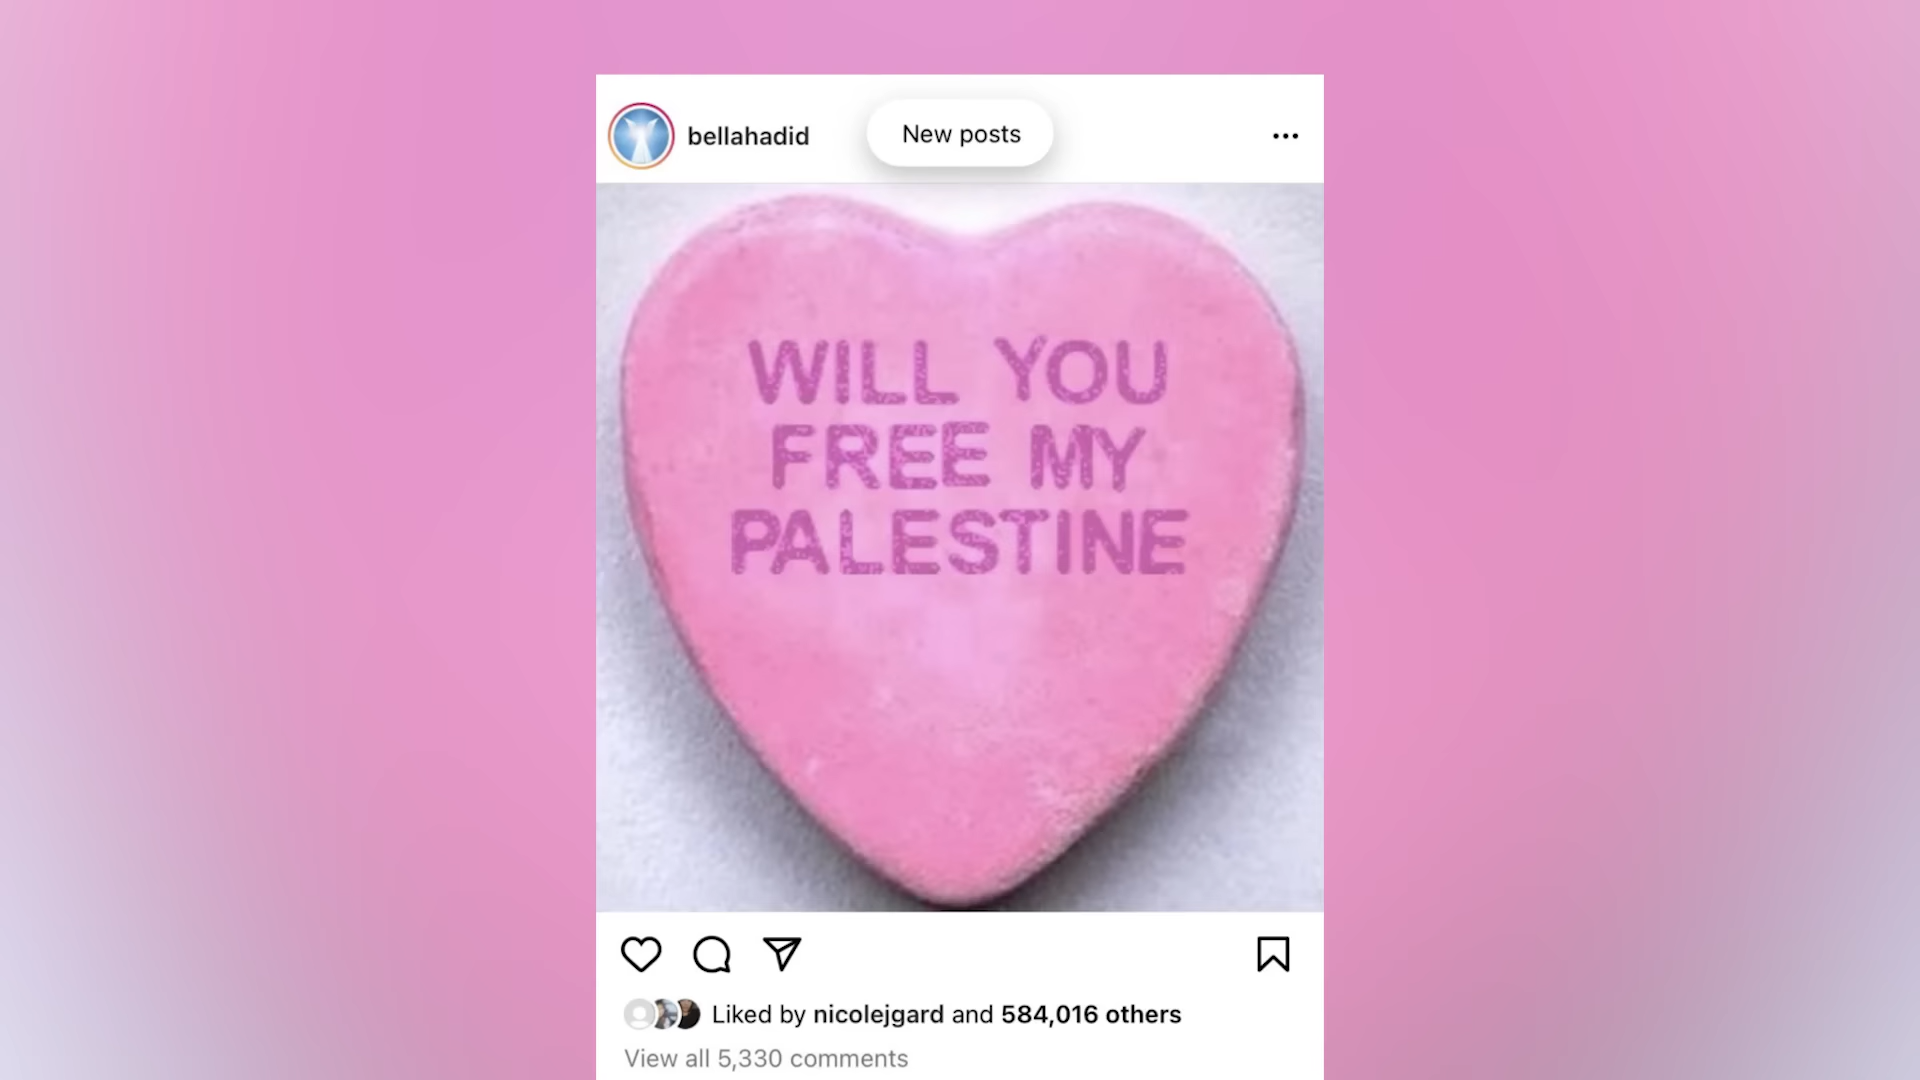 bellahadid
New posts
WILL YOU
FREE MY
PALESTINE
Liked by nicolejgard and 584,016 others
View all 5,330 comments